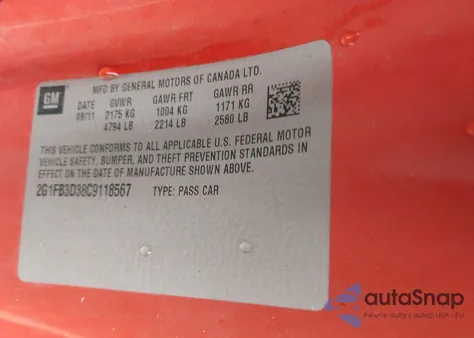 GM
MFD BY GENERAL MOTORS OF CANADA LTD.
DATE GVWR GAWR FRT GAWR RR
09/11 2175 KG 1004 KG 1171 KG
4794 LB 2214 LB 2580 LB
THIS VEHICLE CONFORMS TO ALL APPLICABLE U.S. FEDERAL MOTOR
VEHICLE SAFETY, BUMPER, AND THEFT PREVENTION STANDARDS IN
EFFECT ON THE DATE OF MANUFACTURE SHOWN ABOVE.
2G1FB3D38C9118567 TYPE: PASS CAR
autoSnap